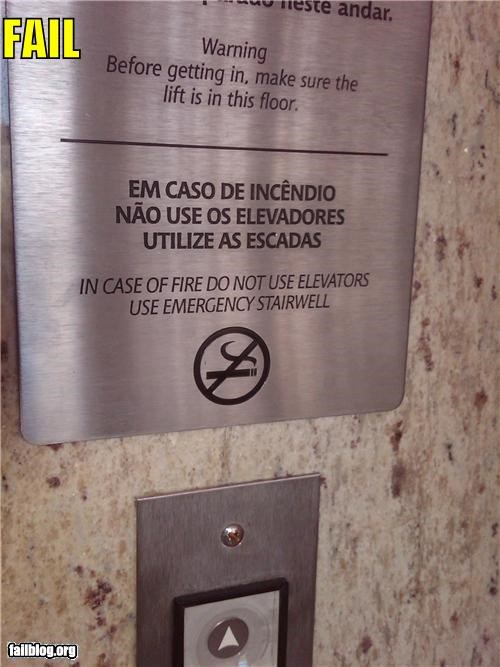 neste andar.
FAIL
Warning
Before getting in, make sure the
lift is in this floor.
EM CASO DE INCÊNDIO
NÃO USE OS ELEVADORES
UTILIZE AS ESCADAS
IN CASE OF FIRE DO NOT USE ELEVATORS
USE EMERGENCY STAIRWELL
failblog.org